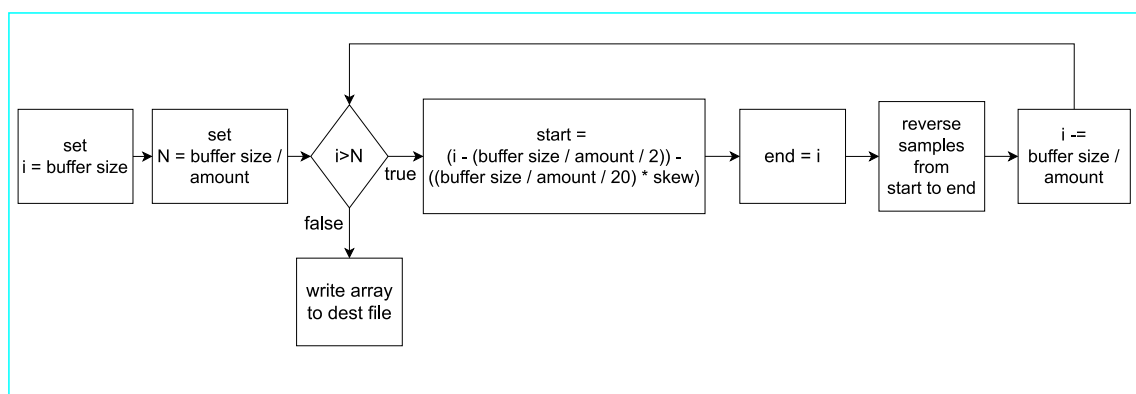 set
i = buffer size
set
N = buffer size /
amount
i>N
true
false
start =
(i - (buffer size / amount / 2)) -
((buffer size / amount / 20) * skew)
end = i
reverse
samples
from
start to end
i -=
buffer size /
amount
write array
to dest file